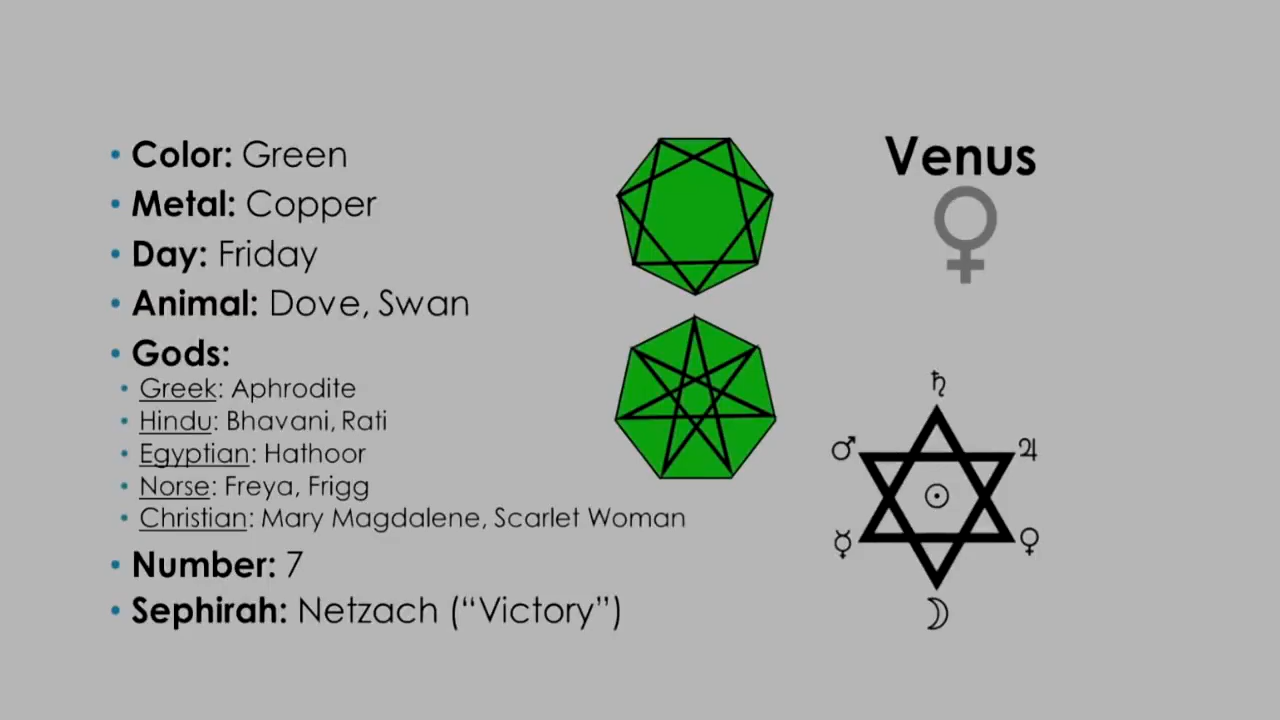 • Color: Green
• Metal: Copper
• Day: Friday
• Animal: Dove, Swan
• Gods:
• Greek: Aphrodite
• Hindu: Bhavani, Rati
• Egyptian: Hathoor
• Norse: Freya, Frigg
• Christian: Mary Magdalene, Scarlet Woman
• Number: 7
• Sephirah: Netzach (“Victory”)
Venus
♀
♄
♂ ♃
☉
☿ ♀
☽